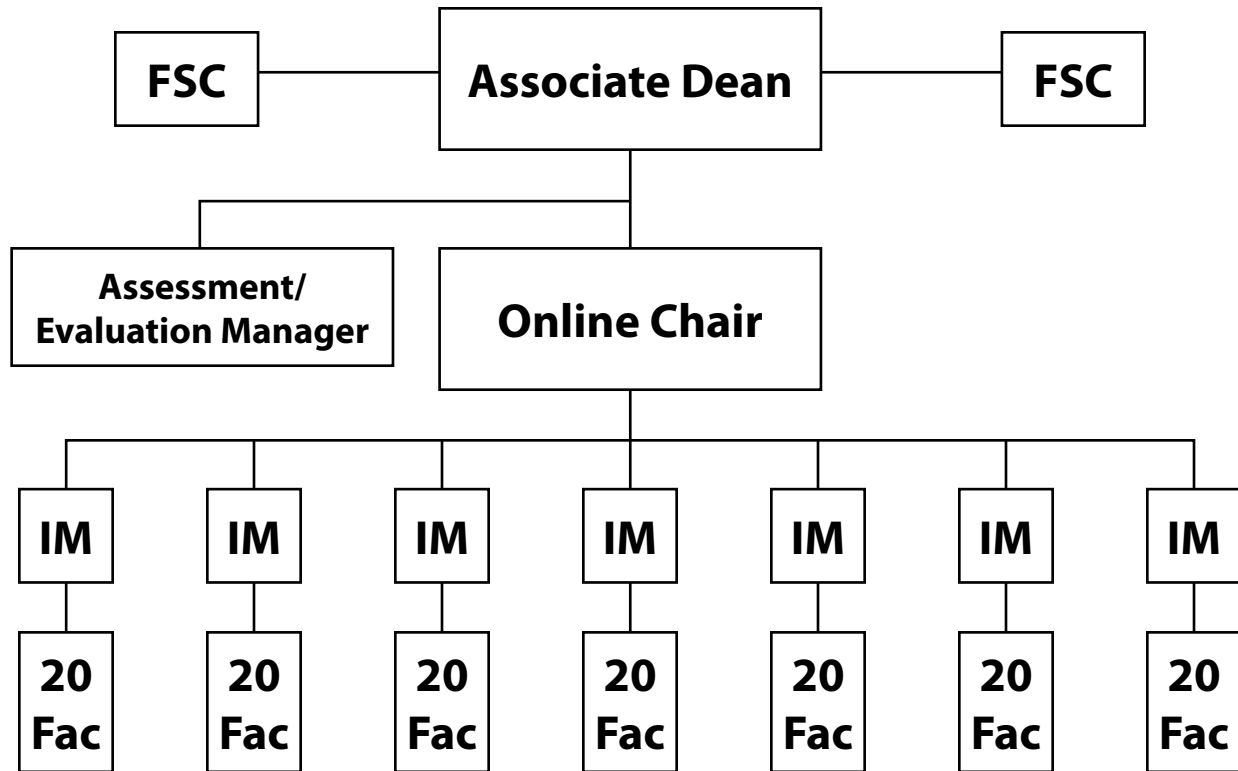 FSC
Associate Dean
FSC
Assessment/
Evaluation Manager
Online Chair
IM
IM
IM
IM
IM
IM
IM
20
Fac
20
Fac
20
Fac
20
Fac
20
Fac
20
Fac
20
Fac